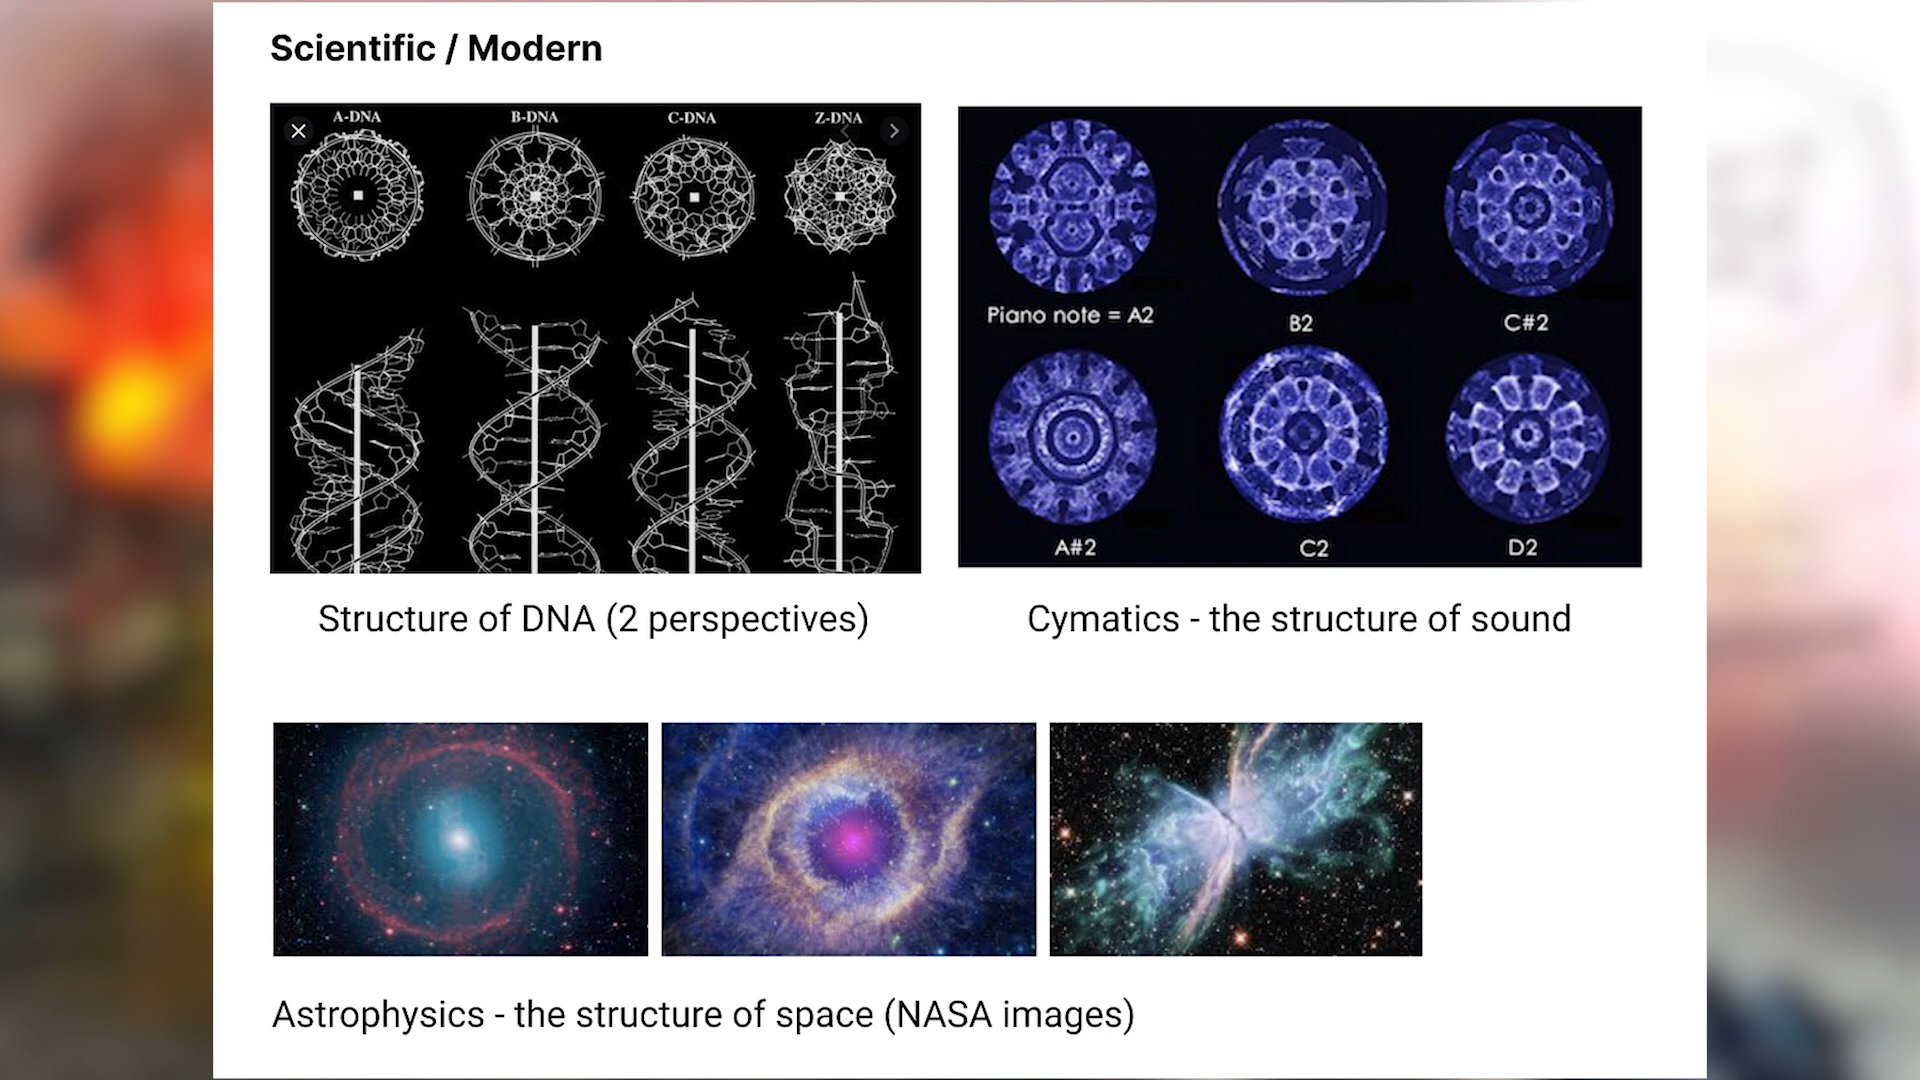 Scientific / Modern
A-DNA B-DNA C-DNA Z-DNA
Piano note = A2 B2 C#2
A#2 C2 D2
Structure of DNA (2 perspectives)
Cymatics - the structure of sound
Astrophysics - the structure of space (NASA images)